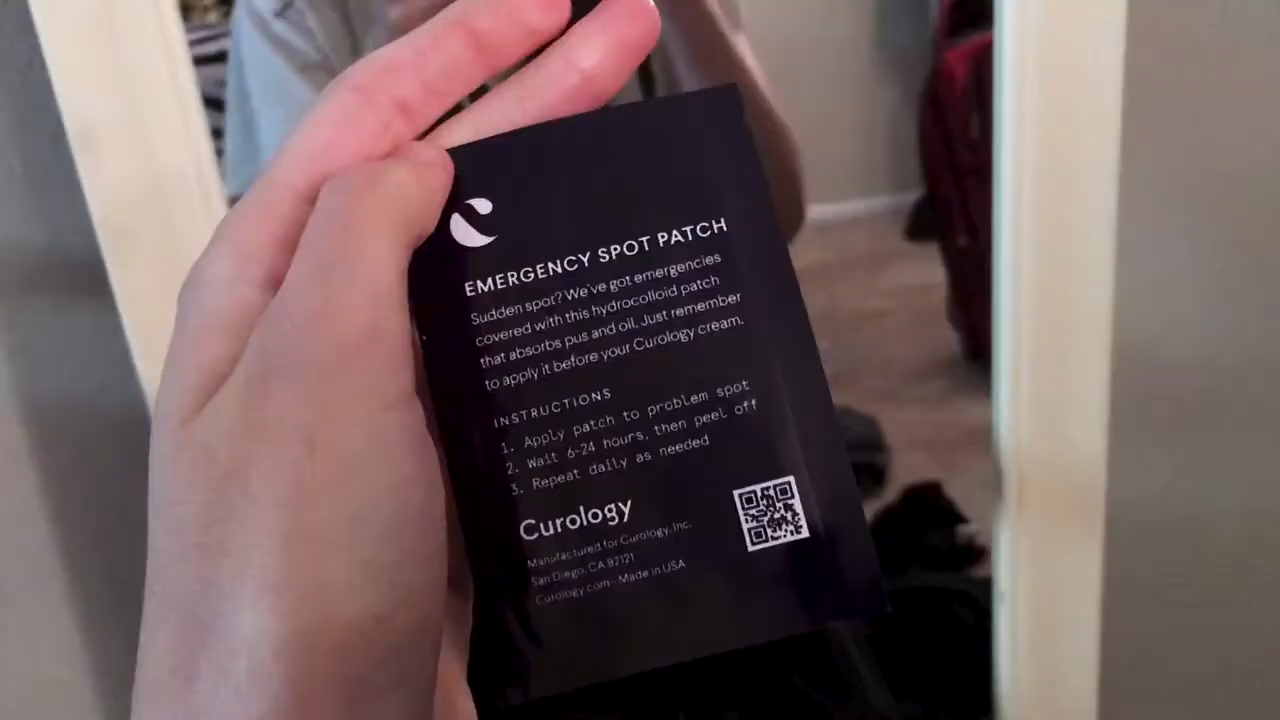 EMERGENCY SPOT PATCH
Sudden spot? We've got emergencies
covered with this hydrocolloid patch
that absorbs pus and oil. Just remember
to apply it before your Curology cream.
INSTRUCTIONS
1. Apply patch to problem spot
2. Wait 6-24 hours, then peel off
3. Repeat daily as needed
Curology
Manufactured for Curology, Inc.
San Diego, CA 92121
Curology.com—Made in USA